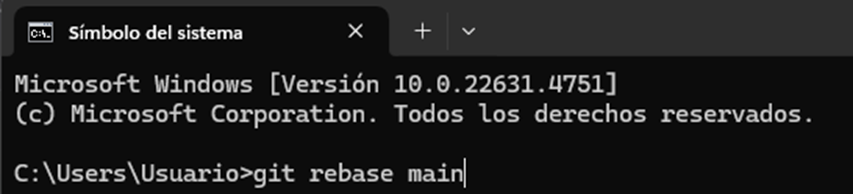 Símbolo del sistema
Microsoft Windows [Versión 10.0.22631.4751]
(c) Microsoft Corporation. Todos los derechos reservados.
C:\Users\Usuario>git rebase main